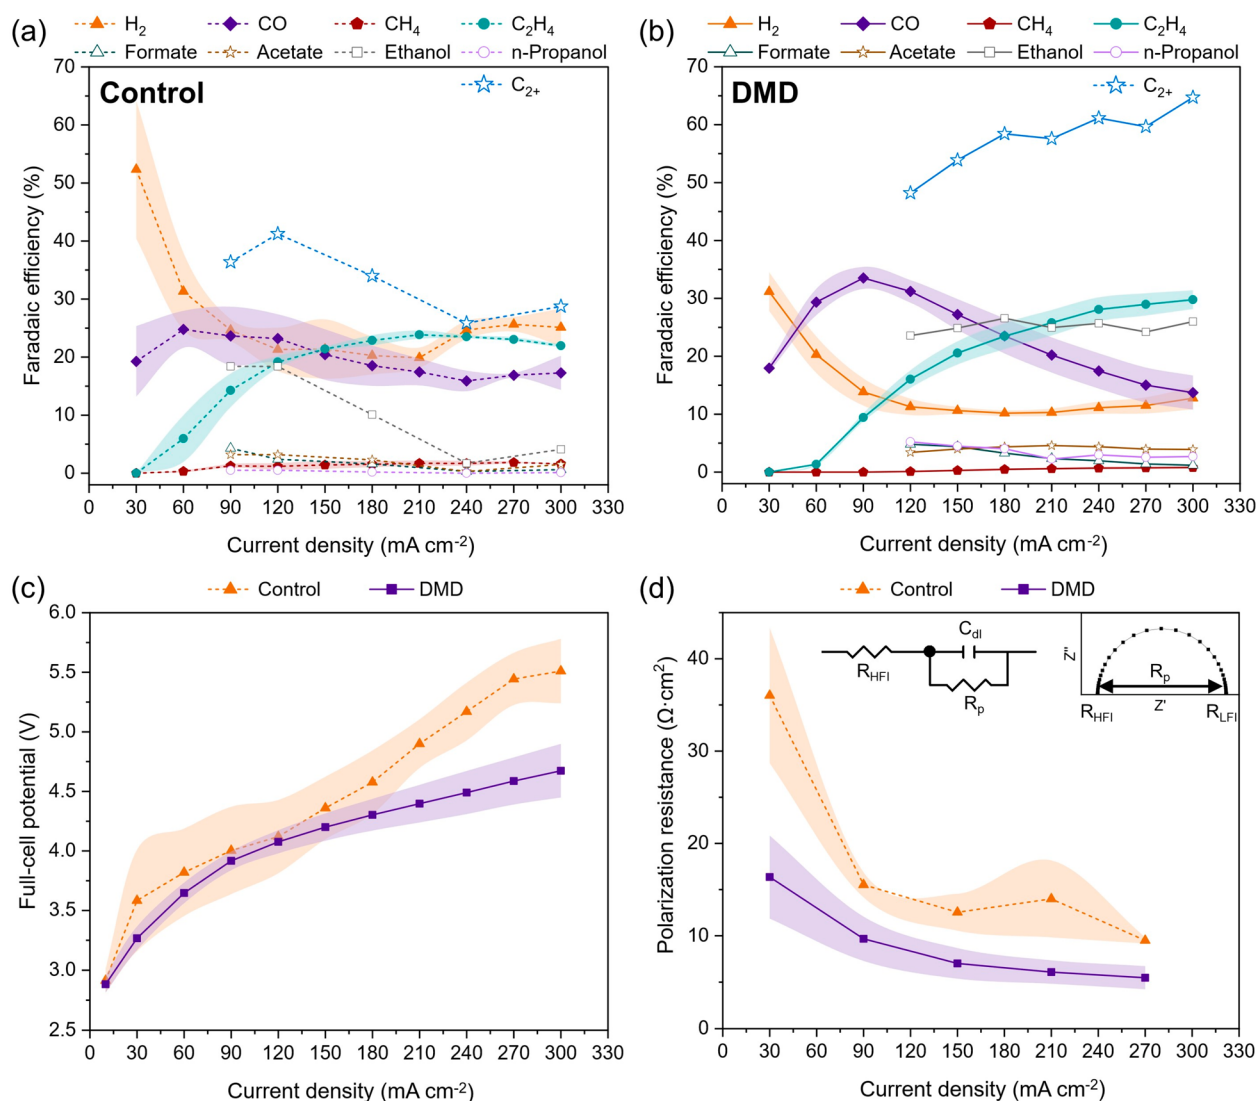 (a)
H2 CO CH4 C2H4
Formate Acetate Ethanol n-Propanol
C2+
Control
70
60
50
40
30
20
10
0
Faradaic efficiency (%)
0 30 60 90 120 150 180 210 240 270 300 330
Current density (mA cm-2)
(b)
H2 CO CH4 C2H4
Formate Acetate Ethanol n-Propanol
C2+
DMD
70
60
50
40
30
20
10
0
Faradaic efficiency (%)
0 30 60 90 120 150 180 210 240 270 300 330
Current density (mA cm-2)
(c)
Control DMD
6.0
5.5
5.0
4.5
4.0
3.5
3.0
2.5
Full-cell potential (V)
0 30 60 90 120 150 180 210 240 270 300 330
Current density (mA cm-2)
(d)
Control DMD
40
30
20
10
0
Polarization resistance (Ω·cm2)
Cdl
RHFI
Rp
Z"
Rp
RHFI Z' RLFI
0 30 60 90 120 150 180 210 240 270 300 330
Current density (mA cm-2)